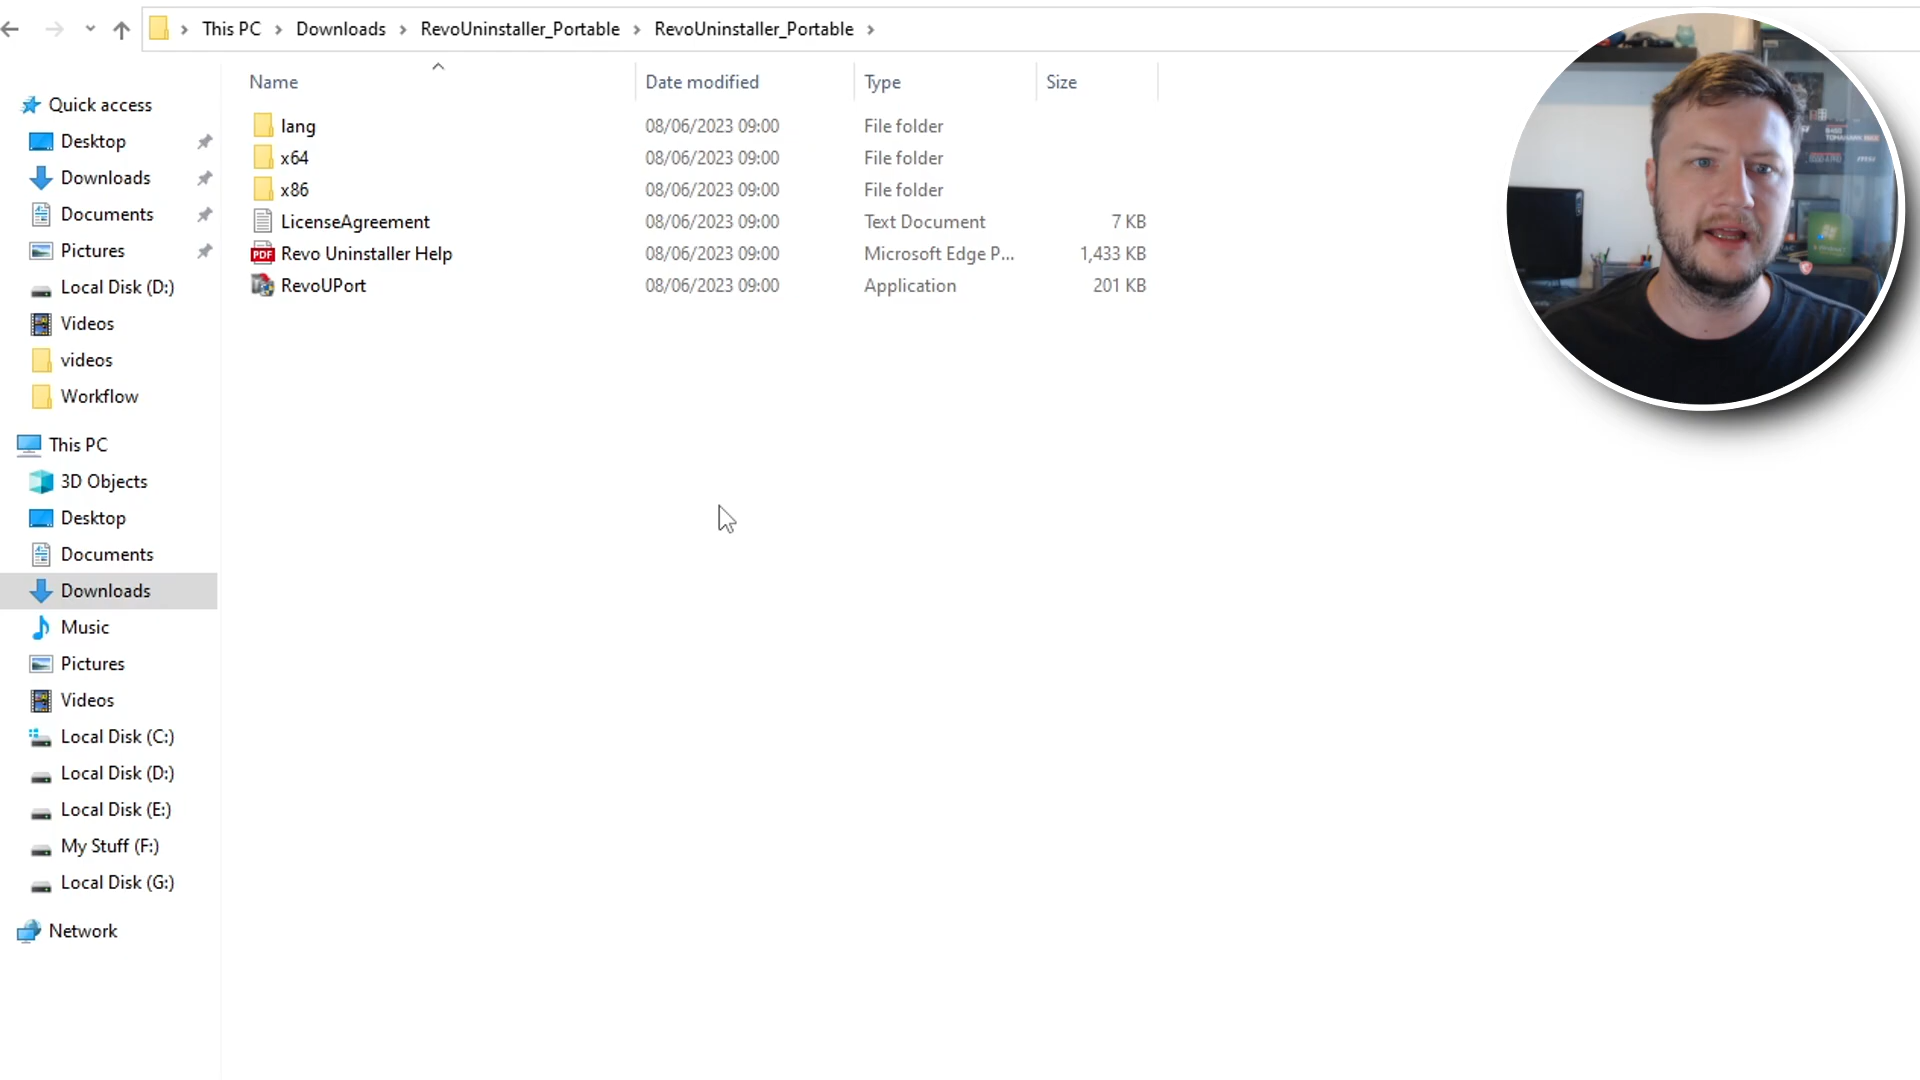 This PC > Downloads > RevoUninstaller_Portable > RevoUninstaller_Portable >
Name Date modified Type Size
Quick access
Desktop
Downloads
Documents
Pictures
Local Disk (D:)
Videos
videos
Workflow
This PC
3D Objects
Desktop
Documents
Downloads
Music
Pictures
Videos
Local Disk (C:)
Local Disk (D:)
Local Disk (E:)
My Stuff (F:)
Local Disk (G:)
Network
lang 08/06/2023 09:00 File folder
x64 08/06/2023 09:00 File folder
x86 08/06/2023 09:00 File folder
LicenseAgreement 08/06/2023 09:00 Text Document 7 KB
PDF Revo Uninstaller Help 08/06/2023 09:00 Microsoft Edge P... 1,433 KB
RevoUPort 08/06/2023 09:00 Application 201 KB
TOMAHAWK
msi